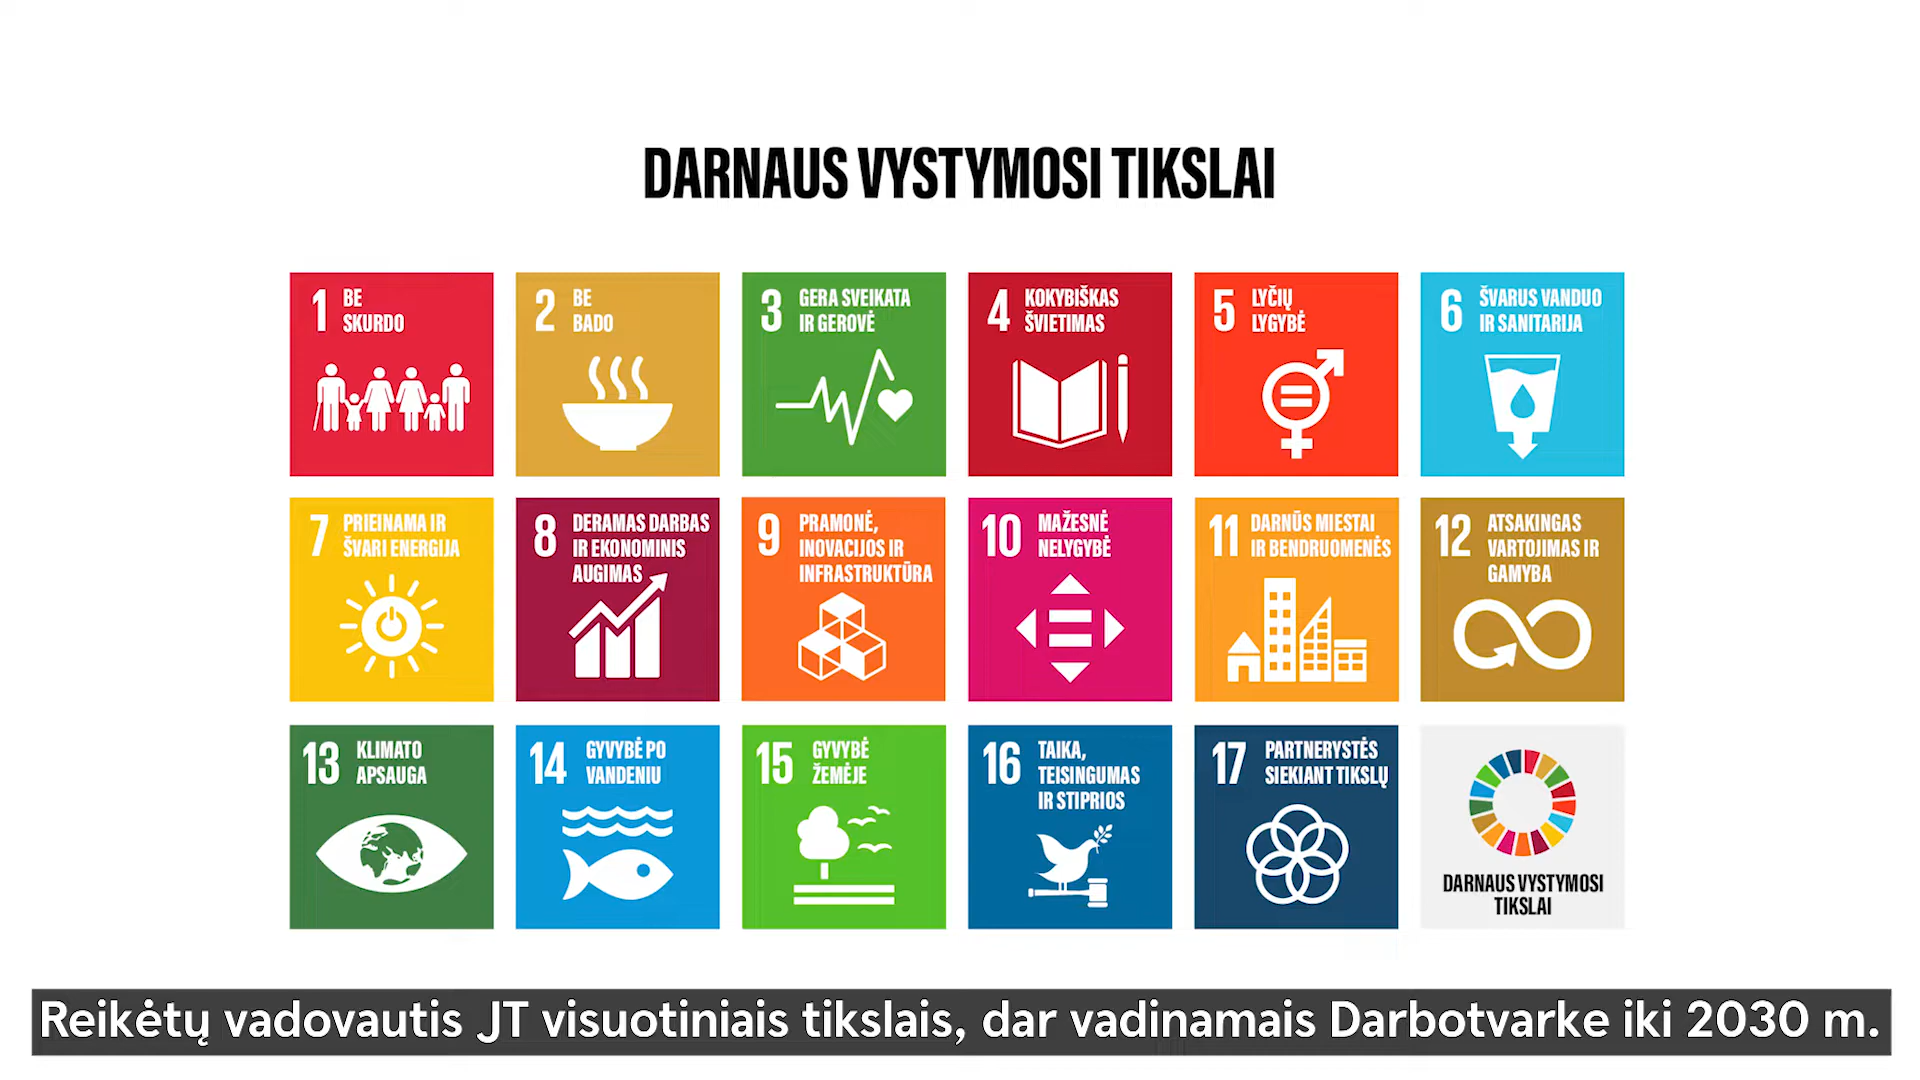 DARNAUS VYSTYMOSI TIKSLAI
1 BE
SKURDO
2 BE
BADO
3 GERA SVEIKATA
IR GEROVĖ
4 KOKYBIŠKAS
ŠVIETIMAS
5 LYČIŲ
LYGYBĖ
6 ŠVARUS VANDUO
IR SANITARIJA
7 PRIEINAMA IR
ŠVARI ENERGIJA
8 DERAMAS DARBAS
IR EKONOMINIS
AUGIMAS
9 PRAMONĖ,
INOVACIJOS IR
INFRASTRUKTŪRA
10 MAŽESNĖ
NELYGYBĖ
11 DARNŪS MIESTAI
IR BENDRUOMENĖS
12 ATSAKINGAS
VARTOJIMAS IR
GAMYBA
13 KLIMATO
APSAUGA
14 GYVYBĖ PO
VANDENIU
15 GYVYBĖ
ŽEMĖJE
16 TAIKA,
TEISINGUMAS
IR STIPRIOS
17 PARTNERYSTĖS
SIEKIANT TIKSLŲ
DARNAUS VYSTYMOSI
TIKSLAI
Reikėtų vadovautis JT visuotiniais tikslais, dar vadinamais Darbotvarke iki 2030 m.